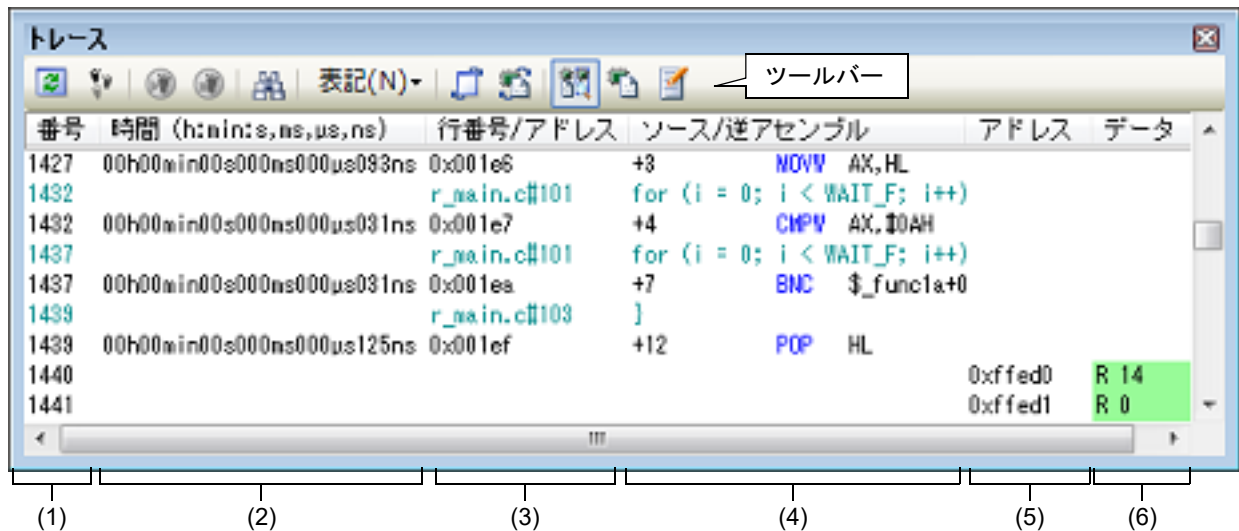 トレース
表記(N)
ツールバー
番号 時間 (h:min:s,ms,μs,ns) 行番号/アドレス ソース/逆アセンブル アドレス データ
1427 00h00min00s000ms000μs093ns 0x001e6 +3 MOVW AX,HL
1432 r_main.c#101 for (i = 0; i < WAIT_F; i++)
1432 00h00min00s000ms000μs031ns 0x001e7 +4 CMPW AX,#0AH
1437 r_main.c#101 for (i = 0; i < WAIT_F; i++)
1437 00h00min00s000ms000μs031ns 0x001ea +7 BNC $_func1a+0
1439 r_main.c#103 }
1439 00h00min00s000ms000μs125ns 0x001ef +12 POP HL
1440 0xffed0 R 14
1441 0xffed1 R 0
(1) (2) (3) (4) (5) (6)